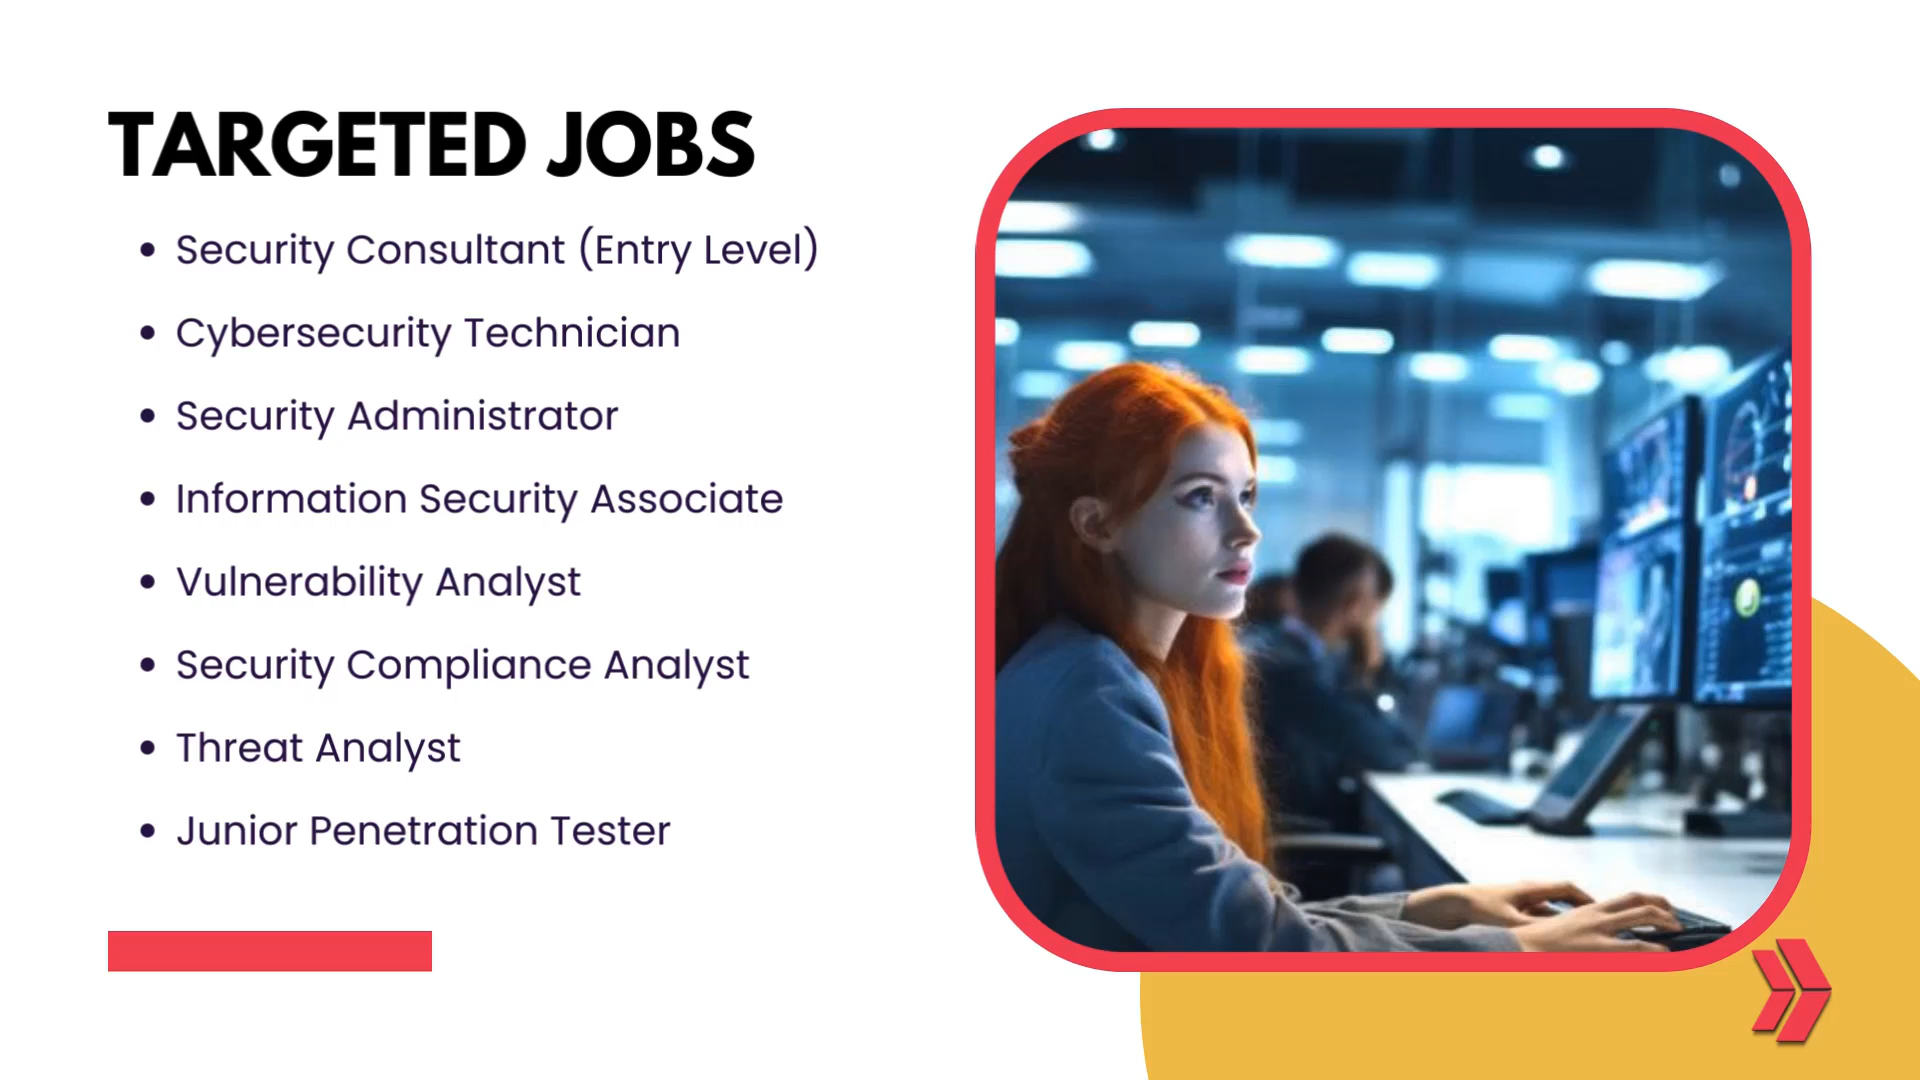 TARGETED JOBS
• Security Consultant (Entry Level)
• Cybersecurity Technician
• Security Administrator
• Information Security Associate
• Vulnerability Analyst
• Security Compliance Analyst
• Threat Analyst
• Junior Penetration Tester